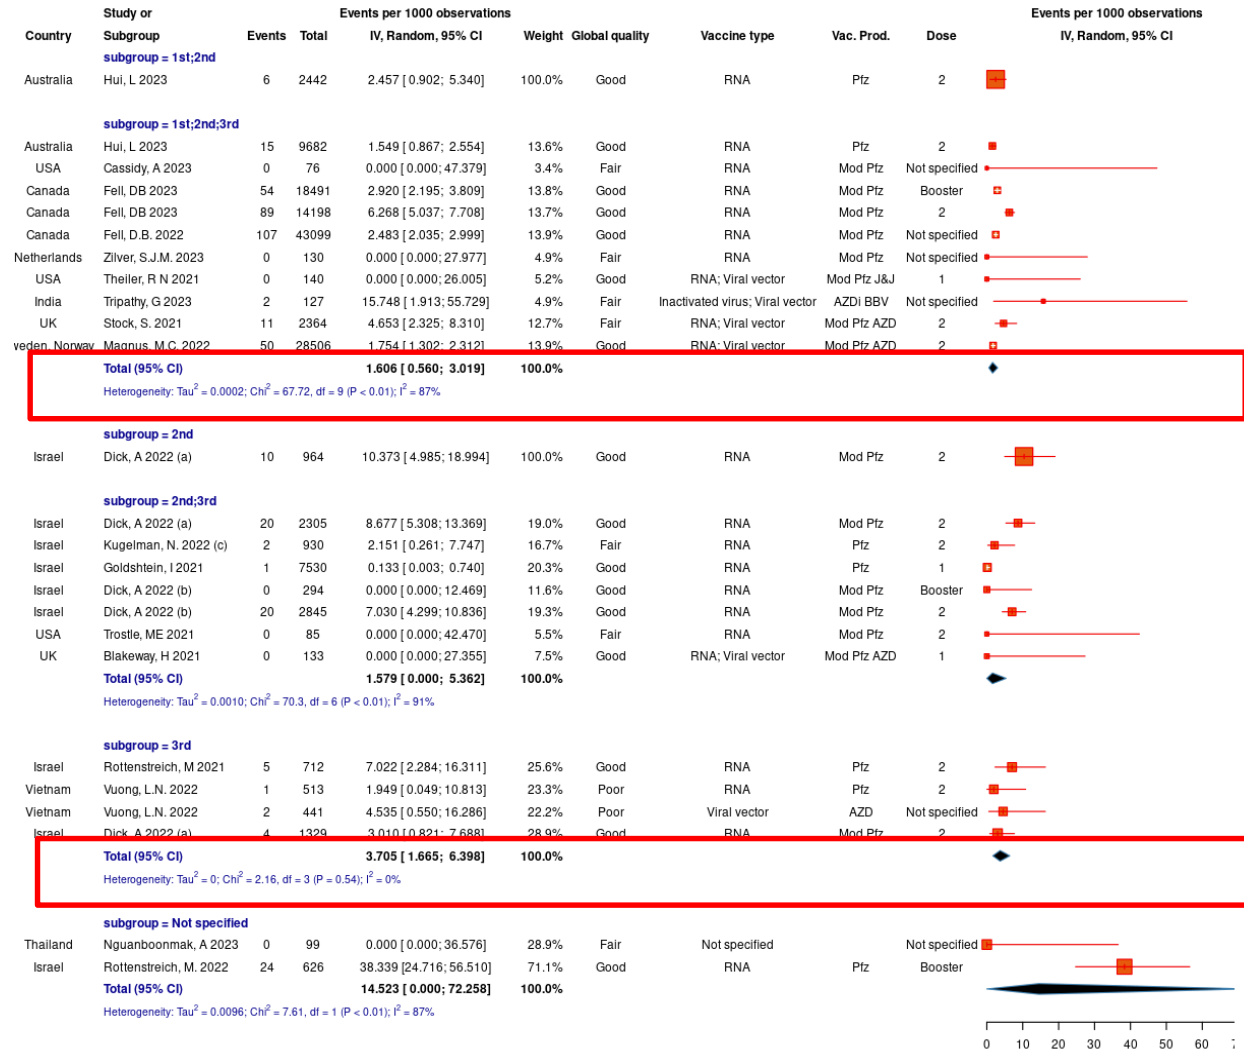 Study or Events per 1000 observations Events per 1000 observations
Country Subgroup Events Total IV, Random, 95% CI Weight Global quality Vaccine type Vac. Prod. Dose IV, Random, 95% CI
subgroup = 1st;2nd
Australia Hui, L 2023 6 2442 2.457 [ 0.902; 5.340] 100.0% Good RNA Pfz 2
subgroup = 1st;2nd;3rd
Australia Hui, L 2023 15 9682 1.549 [0.867; 2.554] 13.6% Good RNA Pfz 2
USA Cassidy, A 2023 0 76 0.000 [ 0.000; 47.379] 3.4% Fair RNA Mod Pfz Not specified
Canada Fell, DB 2023 54 18491 2.920 [ 2.195; 3.809] 13.8% Good RNA Mod Pfz Booster
Canada Fell, DB 2023 89 14198 6.268 [ 5.037; 7.708] 13.7% Good RNA Mod Pfz 2
Canada Fell, D.B. 2022 107 43099 2.483 [ 2.035; 2.999] 13.9% Good RNA Mod Pfz Not specified
Netherlands Zilver, S.J.M. 2023 0 130 0.000 [ 0.000; 27.977] 4.9% Fair RNA Mod Pfz Not specified
USA Theiler, R N 2021 0 140 0.000 [ 0.000; 26.005] 5.2% Good RNA; Viral vector Mod Pfz J&J 1
India Tripathy, G 2023 2 127 15.748 [ 1.913; 55.729] 4.9% Fair Inactivated virus; Viral vector AZDi BBV Not specified
UK Stock, S. 2021 11 2364 4.653 [ 2.325; 8.310] 12.7% Fair RNA; Viral vector Mod Pfz AZD 2
veden, Norway Magnus, M.C. 2022 50 28506 1.754 [ 1.302; 2.312] 13.9% Good RNA; Viral vector Mod Pfz AZD 2
Total (95% CI) 1.606 [ 0.560; 3.019] 100.0%
Heterogeneity: Tau² = 0.0002; Chi² = 67.72, df = 9 (P < 0.01); I² = 87%
subgroup = 2nd
Israel Dick, A 2022 (a) 10 964 10.373 [ 4.985; 18.994] 100.0% Good RNA Mod Pfz 2
subgroup = 2nd;3rd
Israel Dick, A 2022 (a) 20 2305 8.677 [ 5.308; 13.369] 19.0% Good RNA Mod Pfz 2
Israel Kugelman, N. 2022 (c) 2 930 2.151 [ 0.261; 7.747] 16.7% Fair RNA Pfz 2
Israel Goldshtein, I 2021 1 7530 0.133 [ 0.003; 0.740] 20.3% Good RNA Pfz 1
Israel Dick, A 2022 (b) 0 294 0.000 [ 0.000; 12.469] 11.6% Good RNA Mod Pfz Booster
Israel Dick, A 2022 (b) 20 2845 7.030 [ 4.299; 10.836] 19.3% Good RNA Mod Pfz 2
USA Trostle, ME 2021 0 85 0.000 [ 0.000; 42.470] 5.5% Fair RNA Mod Pfz 2
UK Blakeway, H 2021 0 133 0.000 [ 0.000; 27.355] 7.5% Good RNA; Viral vector Mod Pfz AZD 1
Total (95% CI) 1.579 [ 0.000; 5.362] 100.0%
Heterogeneity: Tau² = 0.0010; Chi² = 70.3, df = 6 (P < 0.01); I² = 91%
subgroup = 3rd
Israel Rottenstreich, M 2021 5 712 7.022 [ 2.284; 16.311] 25.6% Good RNA Pfz 2
Vietnam Vuong, L.N. 2022 1 513 1.949 [ 0.049; 10.813] 23.3% Poor RNA Pfz 2
Vietnam Vuong, L.N. 2022 2 441 4.535 [ 0.550; 16.286] 22.2% Poor Viral vector AZD Not specified
Israel Dick, A 2022 (a) 4 1329 3.010 [ 0.821; 7.688] 28.9% Good RNA Mod Pfz 2
Total (95% CI) 3.705 [ 1.665; 6.398] 100.0%
Heterogeneity: Tau² = 0; Chi² = 2.16, df = 3 (P = 0.54); I² = 0%
subgroup = Not specified
Thailand Nguanboonmak, A 2023 0 99 0.000 [ 0.000; 36.576] 28.9% Fair Not specified Not specified
Israel Rottenstreich, M. 2022 24 626 38.339 [24.716; 56.510] 71.1% Good RNA Pfz Booster
Total (95% CI) 14.523 [ 0.000; 72.258] 100.0%
Heterogeneity: Tau² = 0.0096; Chi² = 7.61, df = 1 (P < 0.01); I² = 87%
0 10 20 30 40 50 60